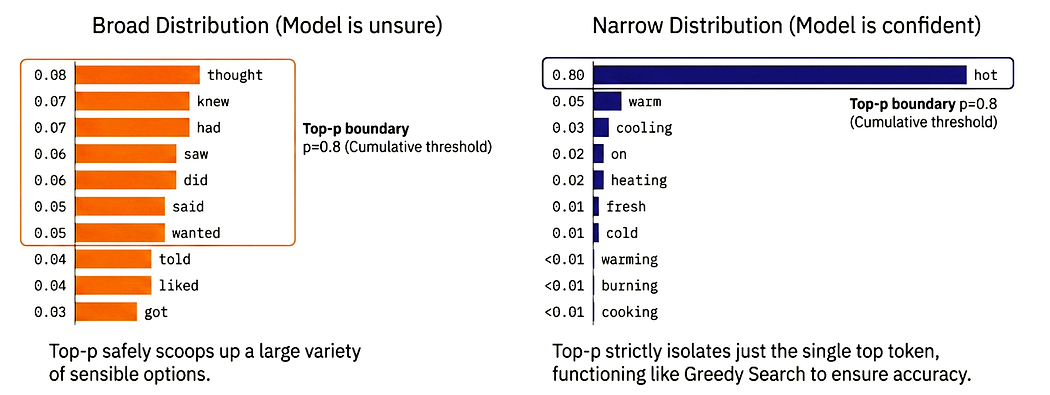 Broad Distribution (Model is unsure)
0.08 thought
0.07 knew
0.07 had
0.06 saw
0.06 did
0.05 said
0.05 wanted
0.04 told
0.04 liked
0.03 got
Top-p boundary
p=0.8 (Cumulative threshold)
Top-p safely scoops up a large variety
of sensible options.
Narrow Distribution (Model is confident)
0.80 hot
0.05 warm
0.03 cooling
0.02 on
0.02 heating
0.01 fresh
0.01 cold
<0.01 warming
<0.01 burning
<0.01 cooking
Top-p boundary p=0.8
(Cumulative threshold)
Top-p strictly isolates just the single top token,
functioning like Greedy Search to ensure accuracy.